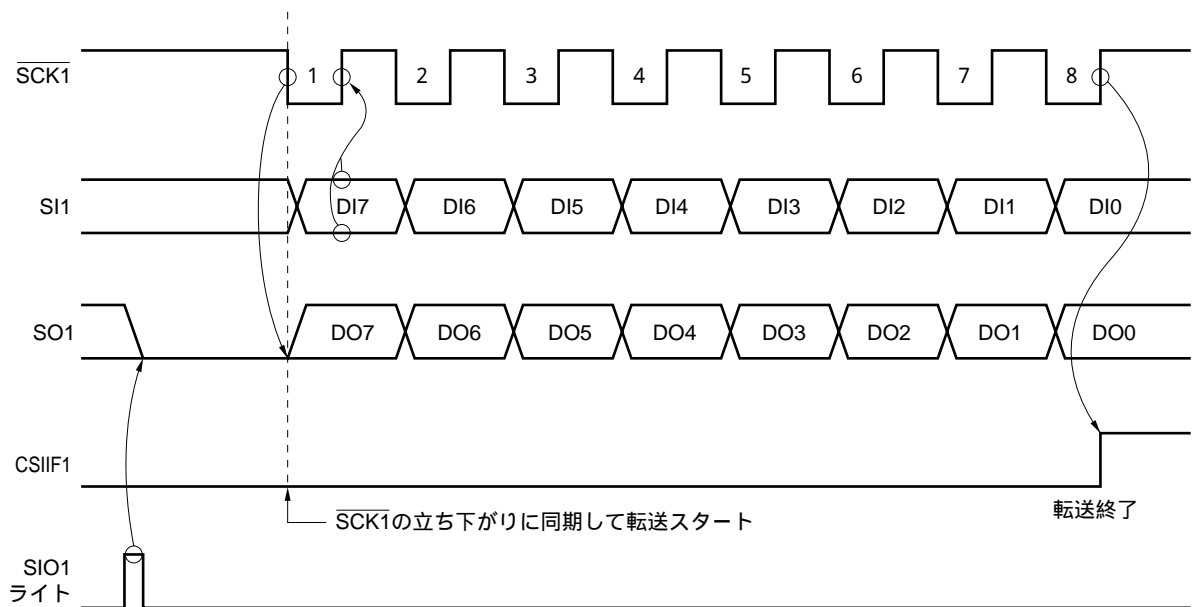 SCK1 1 2 3 4 5 6 7 8
SI1 DI7 DI6 DI5 DI4 DI3 DI2 DI1 DI0
SO1 DO7 DO6 DO5 DO4 DO3 DO2 DO1 DO0
CSIIF1
SCK1の立ち下がりに同期して転送スタート
転送終了
SIO1
ライト